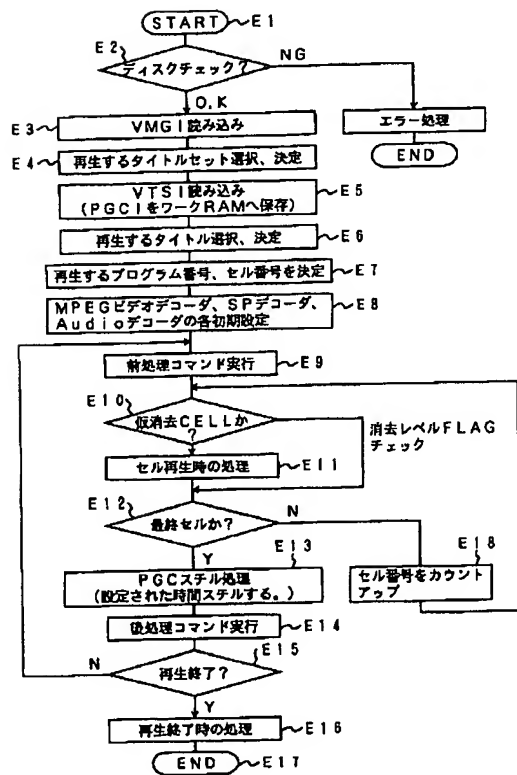 START E1
E2
ディスクチェック?
NG
O,K
エラー処理
END
E3
VMGI読み込み
E4
再生するタイトルセット選択、決定
VTSI読み込み
(PGCIをワークRAMへ保存)
E5
再生するタイトル選択、決定
E6
再生するプログラム番号、セル番号を決定
E7
MPEGビデオデコーダ、SPデコーダ、
Audioデコーダの各初期設定
E8
前処理コマンド実行
E9
E10
仮消去CELLか
?
消去レベルFLAG
チェック
セル再生時の処理
E11
E12
最終セルか?
N
Y
E13
E18
PGCスチル処理
(設定された時間スチルする。)
セル番号をカウント
アップ
後処理コマンド実行
E14
E15
N
再生終了?
Y
再生終了時の処理
E16
END
E17